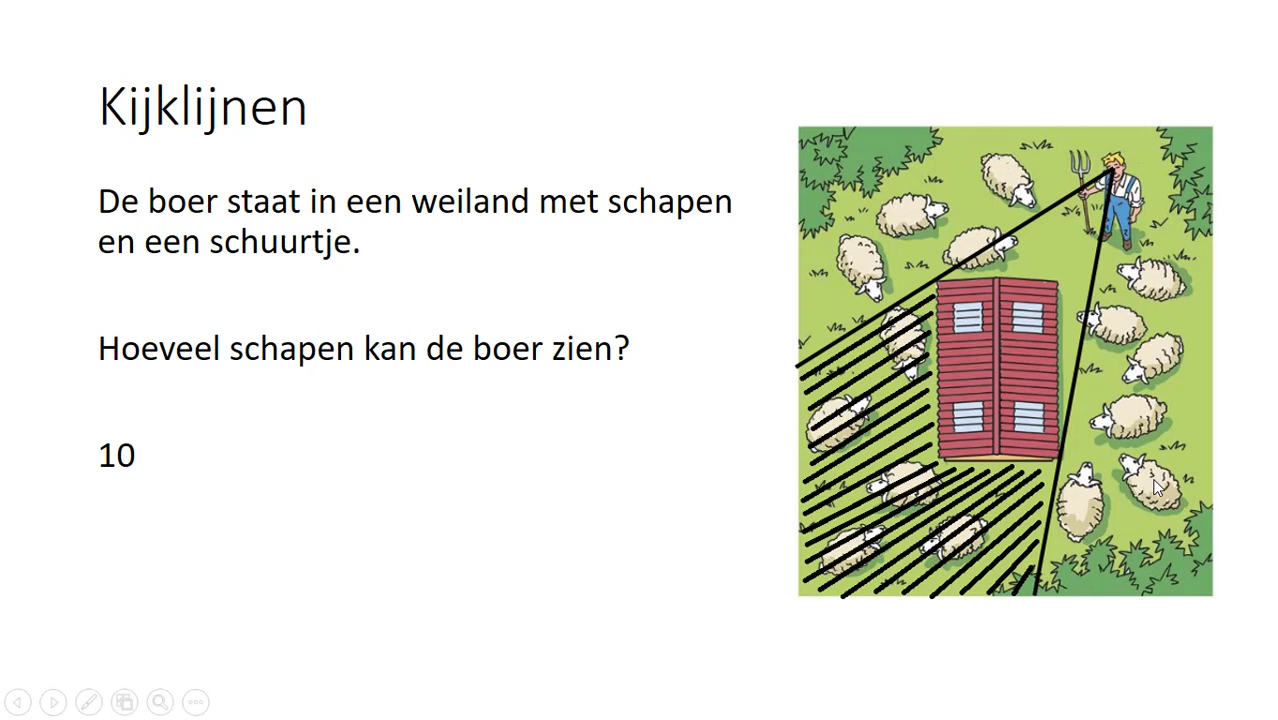 Kijklijnen
De boer staat in een weiland met schapen
en een schuurtje.
Hoeveel schapen kan de boer zien?
10